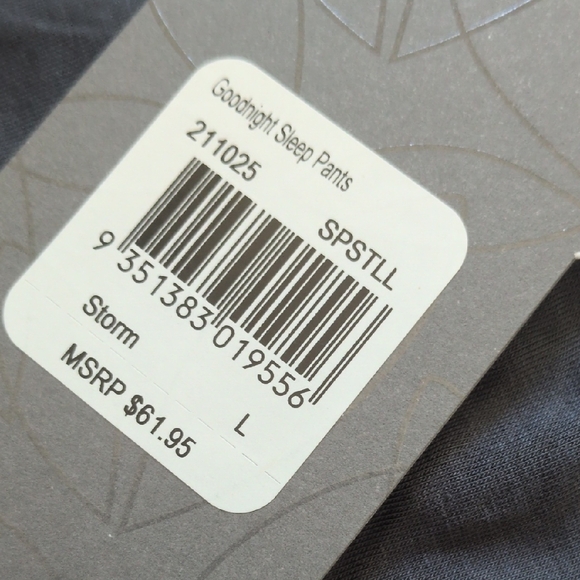 Goodnight Sleep Pants
211025 SPSTLL
9 351383 019556
Storm L
MSRP $61.95